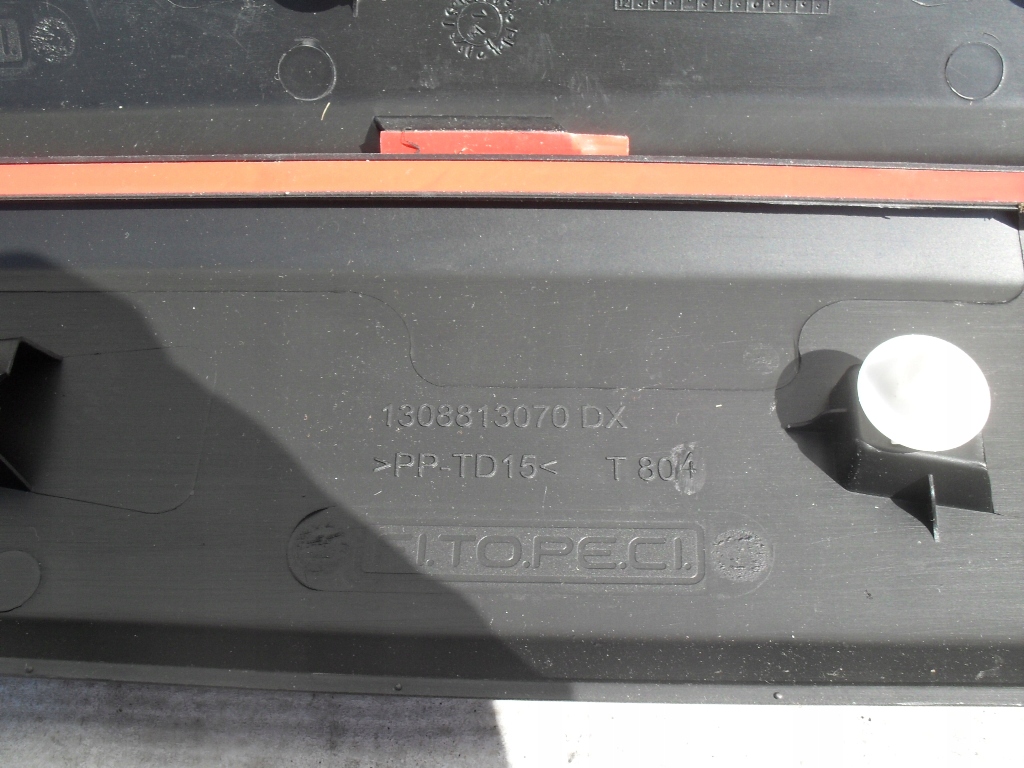 1308813070 DX
>PP-TD15< T 804
CI.TO.PE.CI.